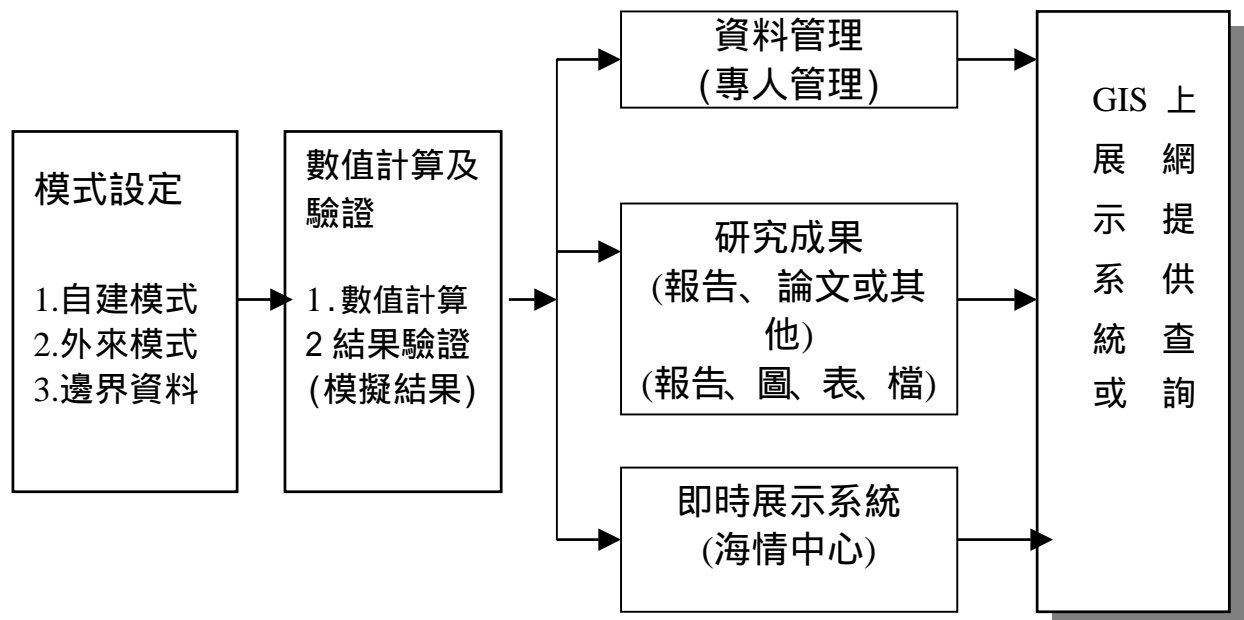 模式設定
1.自建模式
2.外來模式
3.邊界資料
數值計算及
驗證
1.數值計算
2結果驗證
(模擬結果)
資料管理
(專人管理)
研究成果
(報告、論文或其
他)
(報告、圖、表、檔)
即時展示系統
(海情中心)
GIS展示系統或
上網提供查詢